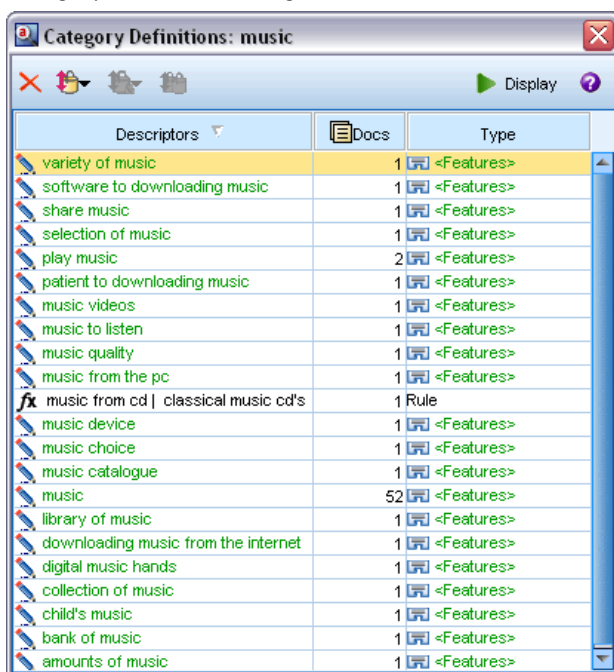 Category Definitions: music
Display
Descriptors Docs Type
variety of music 1 <Features>
software to downloading music 1 <Features>
share music 1 <Features>
selection of music 1 <Features>
play music 2 <Features>
patient to downloading music 1 <Features>
music videos 1 <Features>
music to listen 1 <Features>
music quality 1 <Features>
music from the pc 1 <Features>
fx music from cd | classical music cd's 1 Rule
music device 1 <Features>
music choice 1 <Features>
music catalogue 1 <Features>
music 52 <Features>
library of music 1 <Features>
downloading music from the internet 1 <Features>
digital music hands 1 <Features>
collection of music 1 <Features>
child's music 1 <Features>
bank of music 1 <Features>
amounts of music 1 <Features>